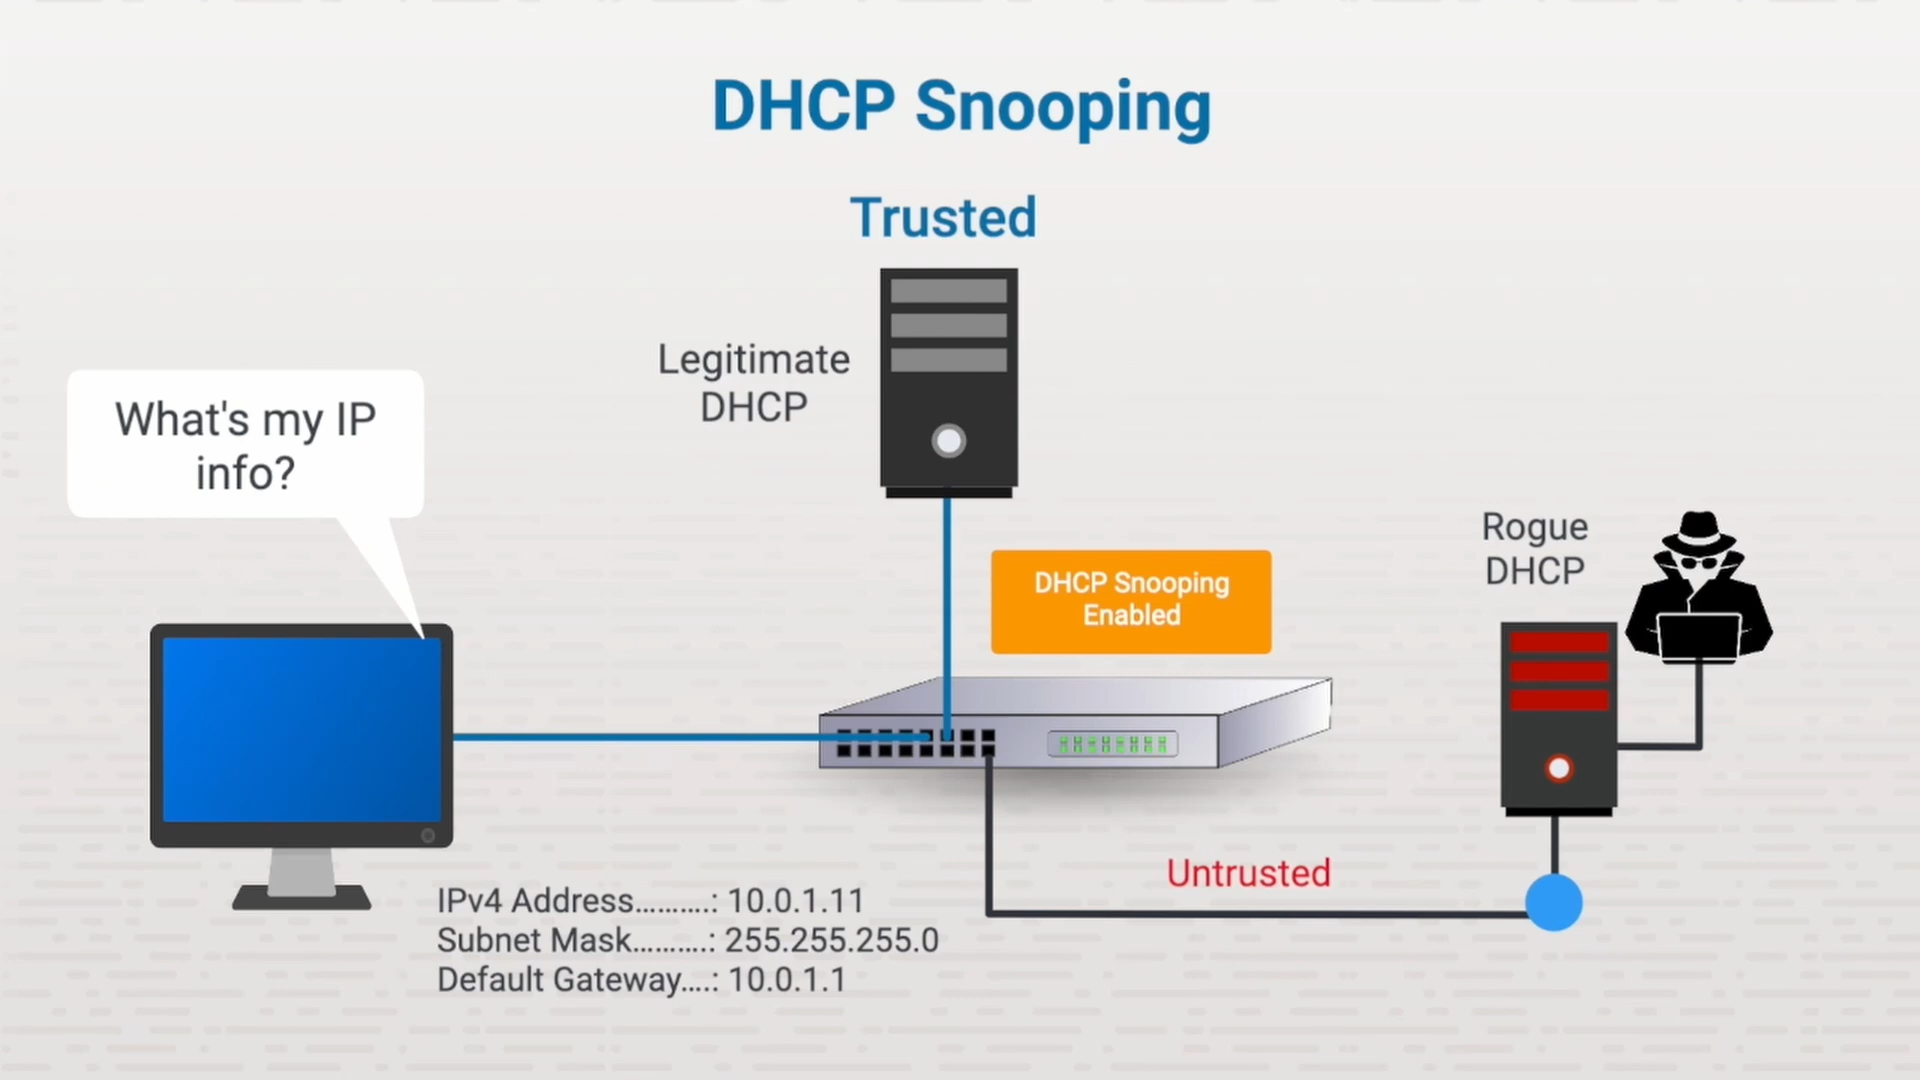 DHCP Snooping
Trusted
Legitimate
DHCP
What's my IP
info?
DHCP Snooping
Enabled
Rogue
DHCP
Untrusted
IPv4 Address..........: 10.0.1.11
Subnet Mask..........: 255.255.255.0
Default Gateway....: 10.0.1.1